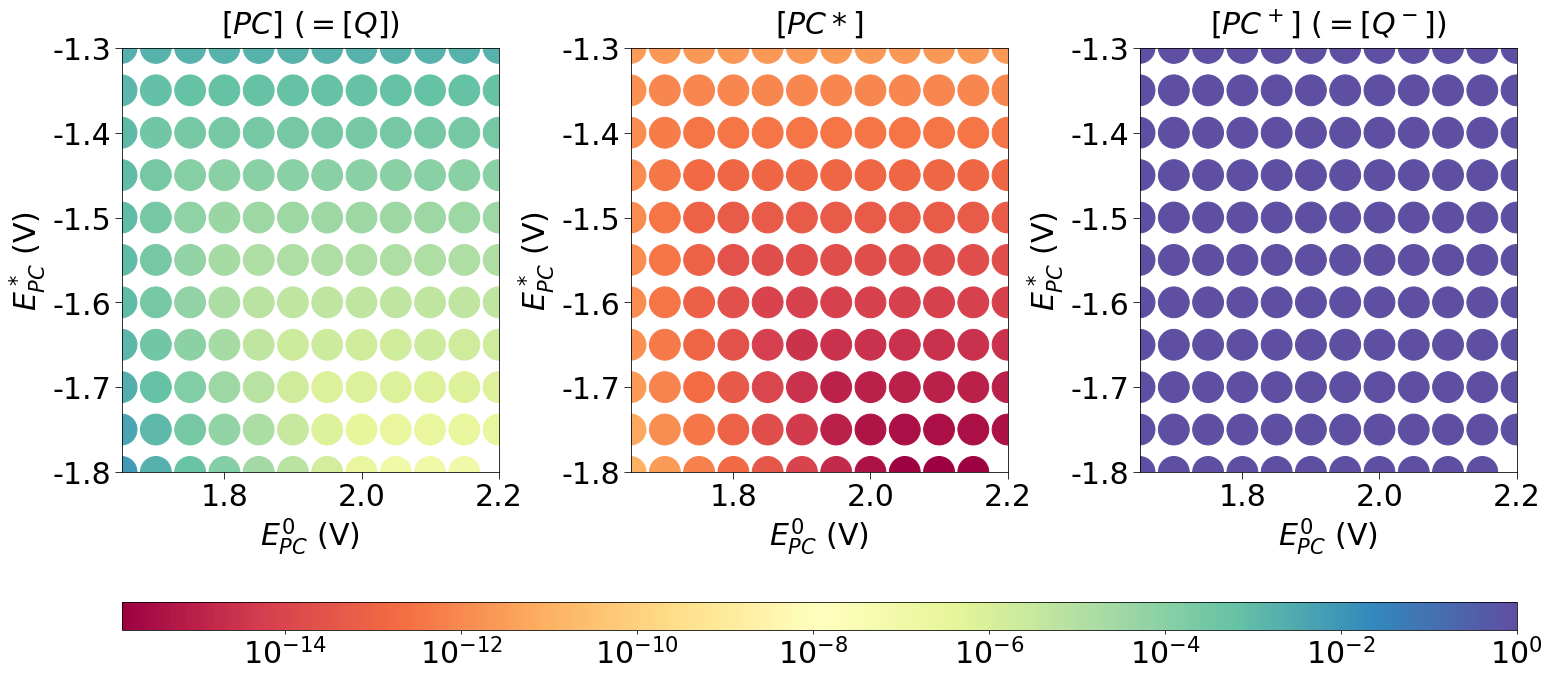 [PC] (=[Q])
[PC*]
[PC⁺] (=[Q⁻])
-1.3
-1.4
-1.5
-1.6
-1.7
-1.8
E*PC (V)
1.8 2.0 2.2
E⁰PC (V)
-1.3
-1.4
-1.5
-1.6
-1.7
-1.8
E*PC (V)
1.8 2.0 2.2
E⁰PC (V)
-1.3
-1.4
-1.5
-1.6
-1.7
-1.8
E*PC (V)
1.8 2.0 2.2
E⁰PC (V)
10⁻¹⁴ 10⁻¹² 10⁻¹⁰ 10⁻⁸ 10⁻⁶ 10⁻⁴ 10⁻² 10⁰